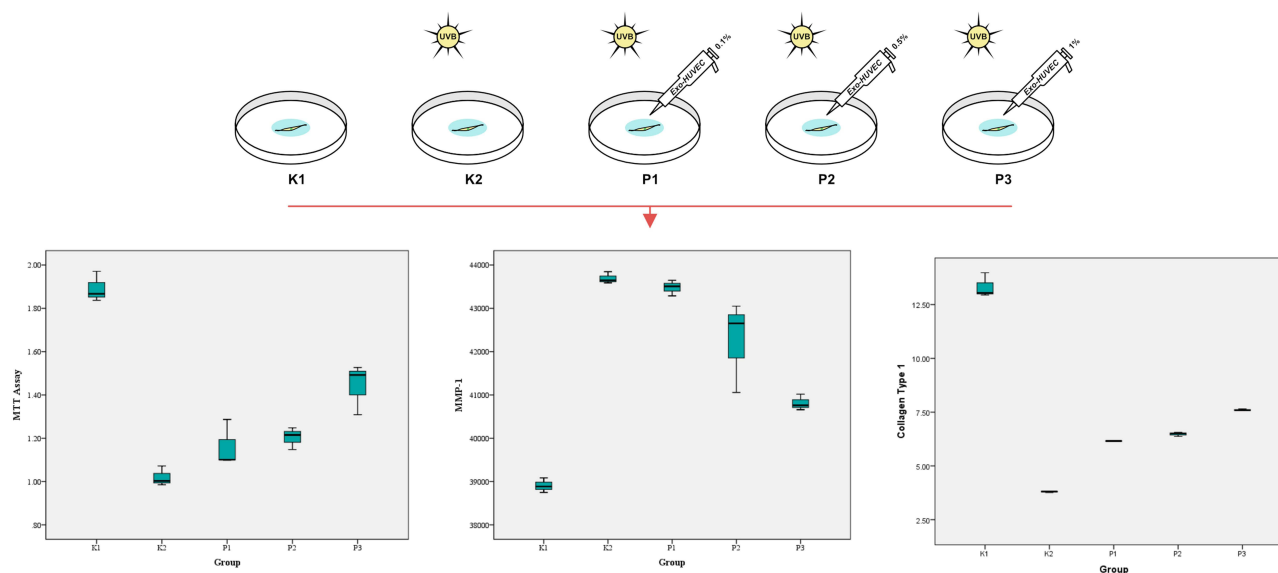 UVB
UVB
UVB
UVB
Exo-HUVEC
0.1%
Exo-HUVEC
0.5%
Exo-HUVEC
1%
K1
K2
P1
P2
P3
MTT Assay
2.00
1.80
1.60
1.40
1.20
1.00
.80
K1
K2
P1
P2
P3
Group
MMP-1
44000
43000
42000
41000
40000
39000
38000
K1
K2
P1
P2
P3
Group
Collagen Type 1
12.50
10.00
7.50
5.00
2.50
K1
K2
P1
P2
P3
Group